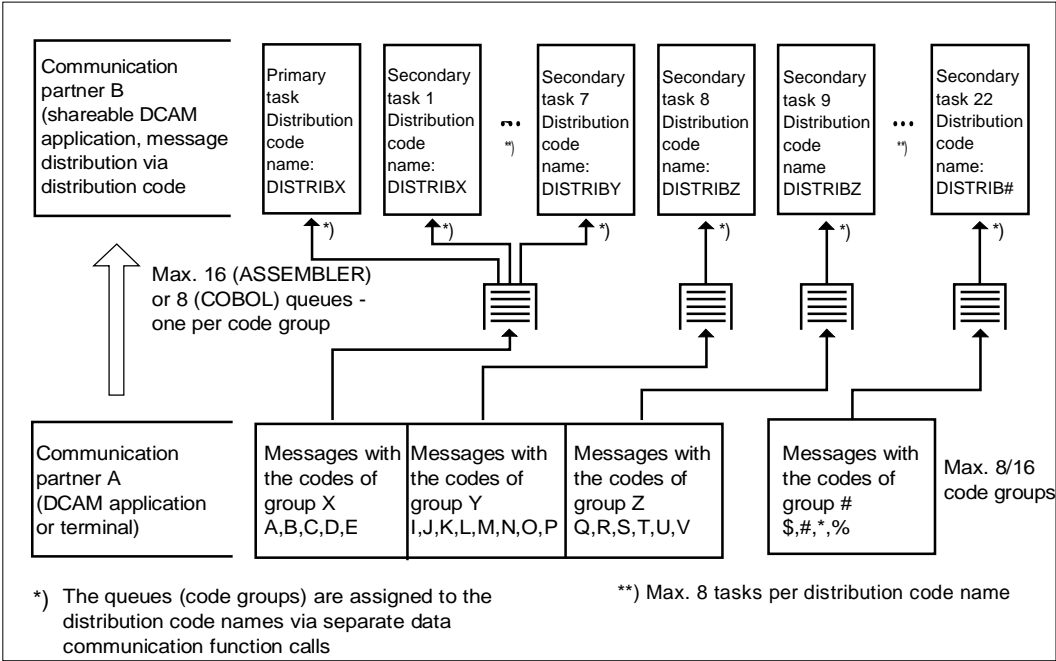 Communication
partner B
(shareable DCAM
application, message
distribution via
distribution code
Primary
task
Distribution
code
name:
DISTRIBX
Secondary
task 1
Distribution
code
name:
DISTRIBX
...
**)
Secondary
task 7
Distribution
code
name:
DISTRIBY
Secondary
task 8
Distribution
code
name:
DISTRIBZ
Secondary
task 9
Distribution
code
name
DISTRIBZ
...
**)
Secondary
task 22
Distribution
code
name:
DISTRIB#
*)
*)
*)
*)
*)
*)
Max. 16 (ASSEMBLER)
or 8 (COBOL) queues -
one per code group
Communication
partner A
(DCAM application
or terminal)
Messages with
the codes of
group X
A,B,C,D,E
Messages with
the codes of
group Y
I,J,K,L,M,N,O,P
Messages with
the codes of
group Z
Q,R,S,T,U,V
Messages with
the codes of
group #
$,#,*,%
Max. 8/16
code groups
*) The queues (code groups) are assigned to the
distribution code names via separate data
communication function calls
**) Max. 8 tasks per distribution code name